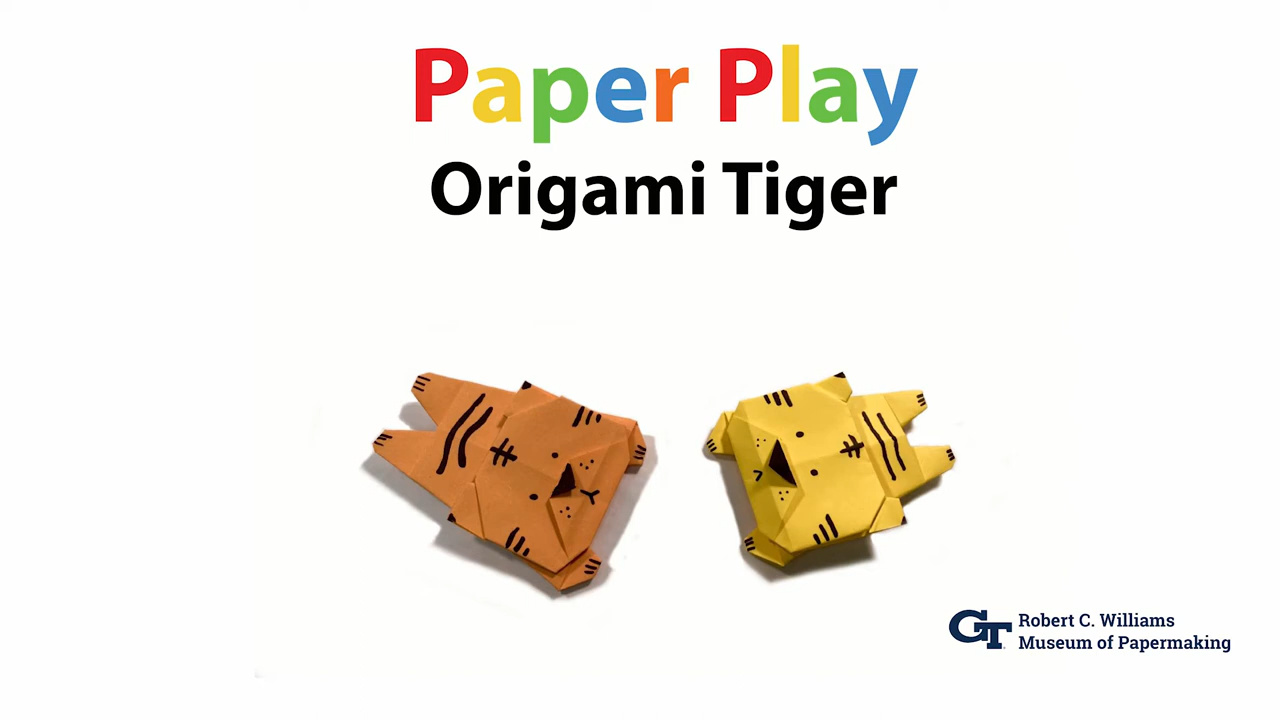 Paper Play
Origami Tiger
GT
Robert C. Williams
Museum of Papermaking